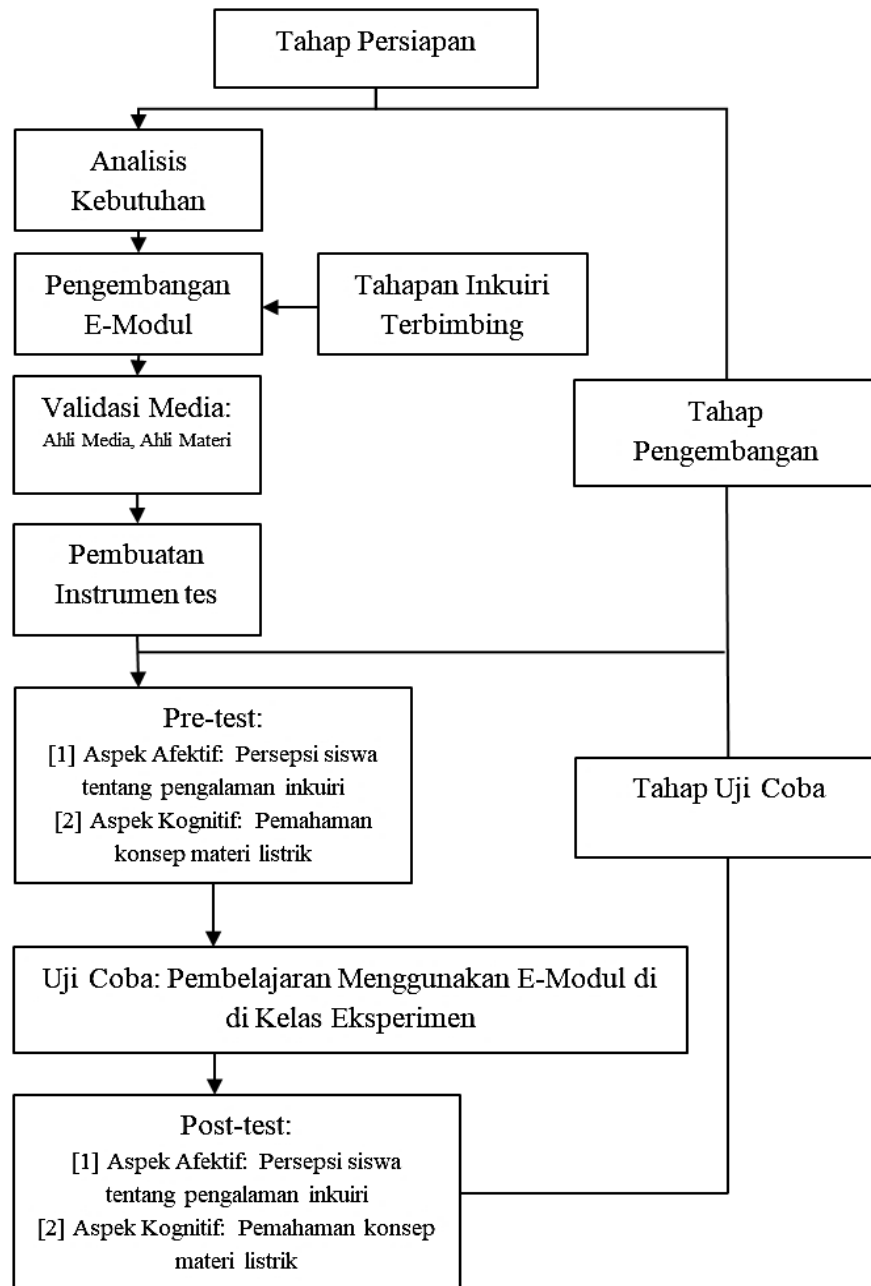 Tahap Persiapan
Analisis
Kebutuhan
Pengembangan
E-Modul
Tahapan Inkuiri
Terbimbing
Validasi Media:
Ahli Media, Ahli Materi
Tahap
Pengembangan
Pembuatan
Instrumen tes
Pre-test:
[1] Aspek Afektif: Persepsi siswa
tentang pengalaman inkuiri
[2] Aspek Kognitif: Pemahaman
konsep materi listrik
Tahap Uji Coba
Uji Coba: Pembelajaran Menggunakan E-Modul di
di Kelas Eksperimen
Post-test:
[1] Aspek Afektif: Persepsi siswa
tentang pengalaman inkuiri
[2] Aspek Kognitif: Pemahaman konsep
materi listrik